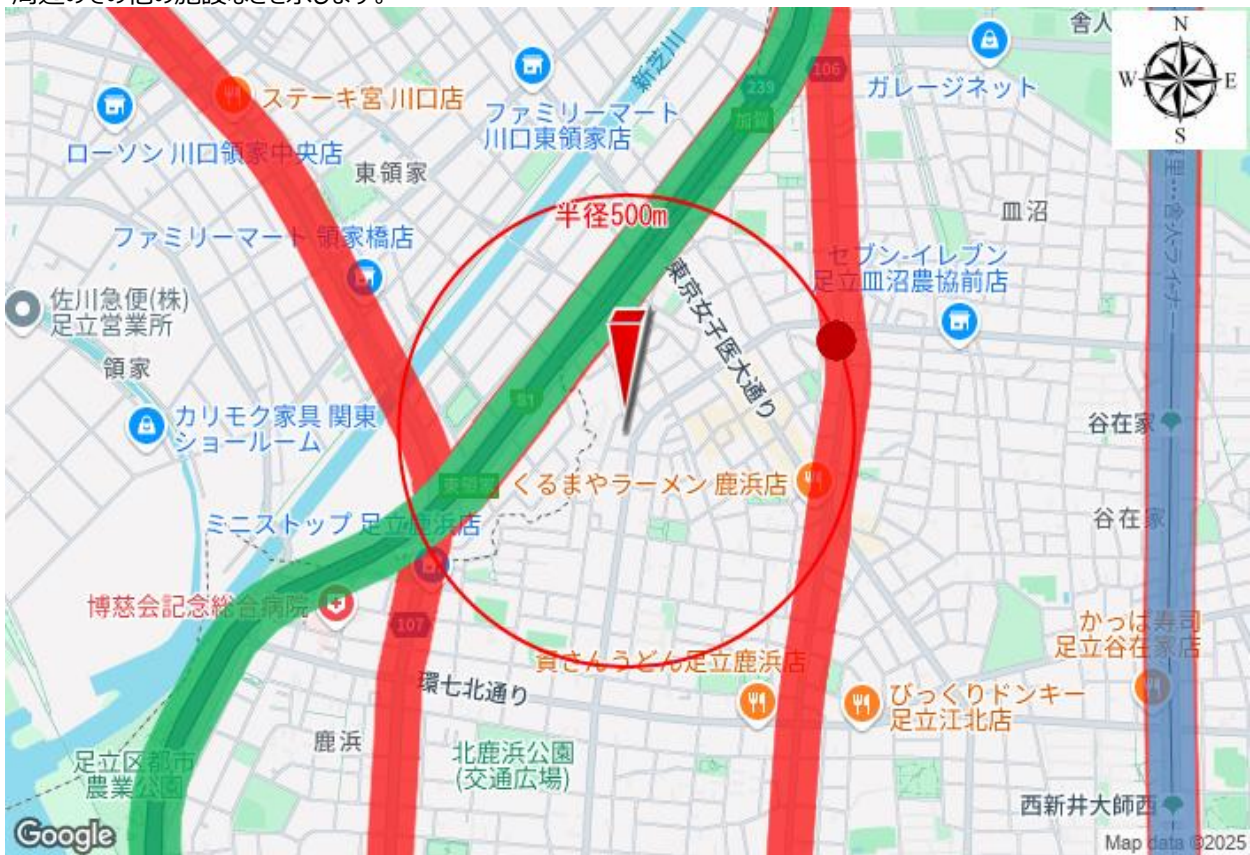 周辺のその他の施設などを示します。
舎人
N
W
E
S
ステーキ宮 川口店
ファミリーマート
川口東領家店
新芝川
239
加賀
106
ガレージネット
ローソン 川口領家中央店
東領家
半径500m
皿沼
ファミリーマート 領家橋店
セブン-イレブン
足立皿沼農協前店
東京女子医大通り
佐川急便(株)
足立営業所
領家
S1
カリモク家具 関東
ショールーム
谷在家
東領家
くるまやラーメン 鹿浜店
ミニストップ 足立鹿浜店
谷在家
博慈会記念総合病院
107
かっぱ寿司
足立谷在家店
資さんうどん足立鹿浜店
環七北通り
びっくりドンキー
足立江北店
鹿浜
北鹿浜公園
(交通広場)
足立区都市
農業公園
西新井大師西
Google
Map data ©2025